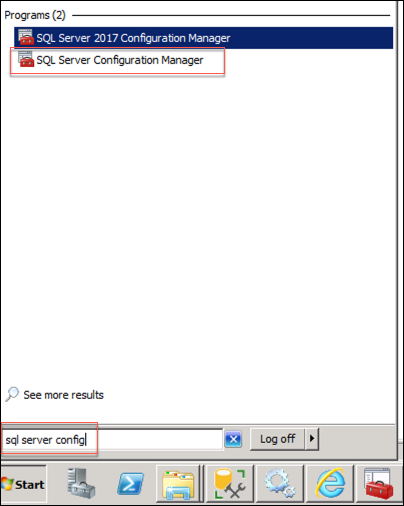 Programs (2)
SQL Server 2017 Configuration Manager
SQL Server Configuration Manager
See more results
sql server config
Log off
Start